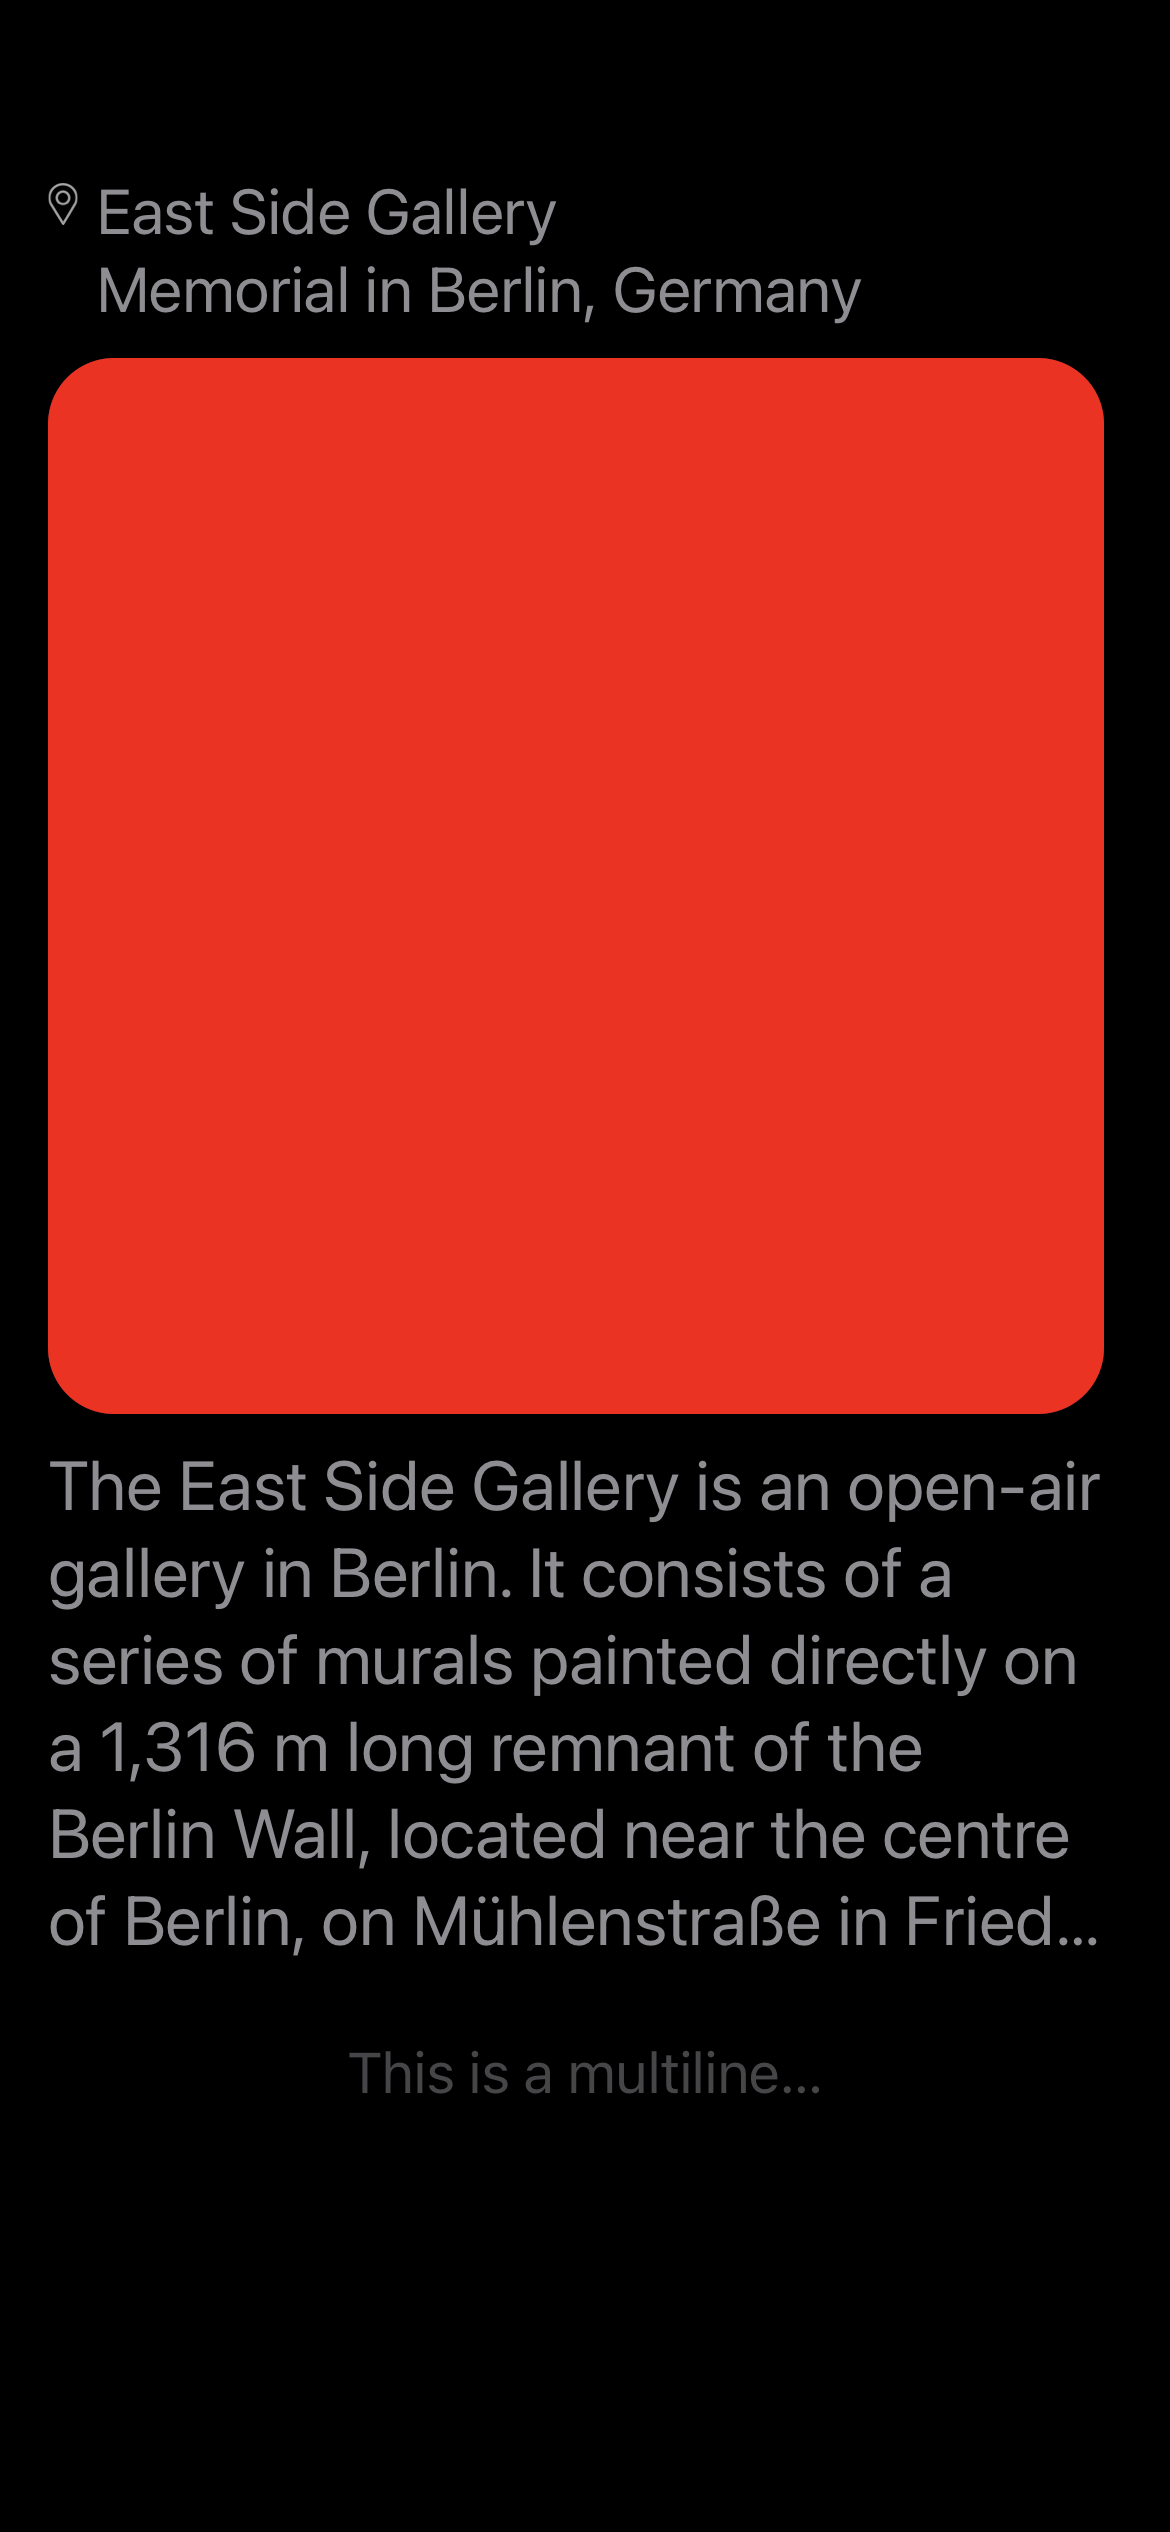 East Side Gallery
Memorial in Berlin, Germany
The East Side Gallery is an open-air
gallery in Berlin. It consists of a
series of murals painted directly on
a 1,316 m long remnant of the
Berlin Wall, located near the centre
of Berlin, on Mühlenstraße in Fried...
This is a multiline...